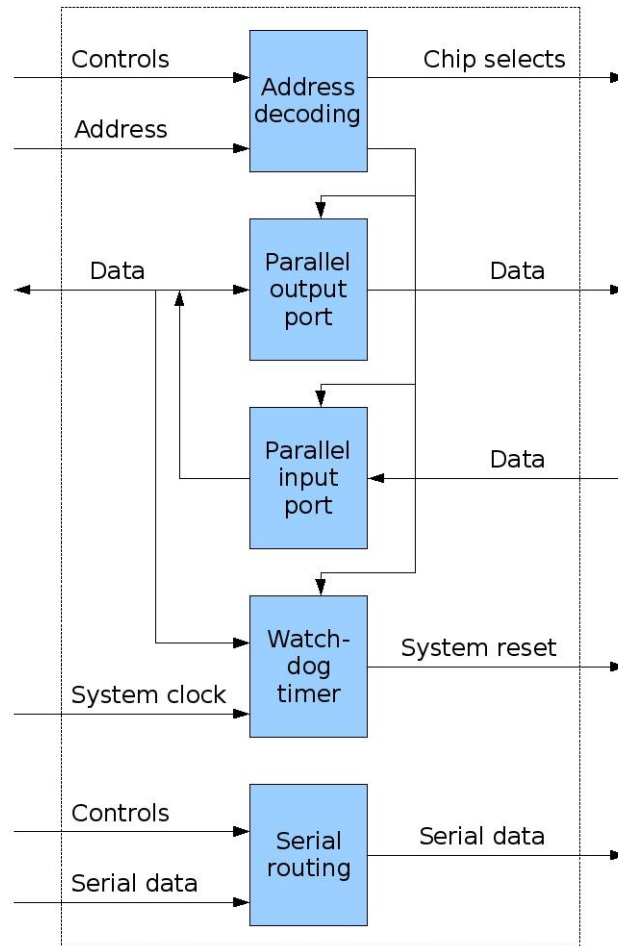 Controls
Address
decoding
Chip selects
Address
Data
Parallel
output
port
Data
Parallel
input
port
Data
Watch-
dog
timer
System reset
System clock
Controls
Serial
routing
Serial data
Serial data